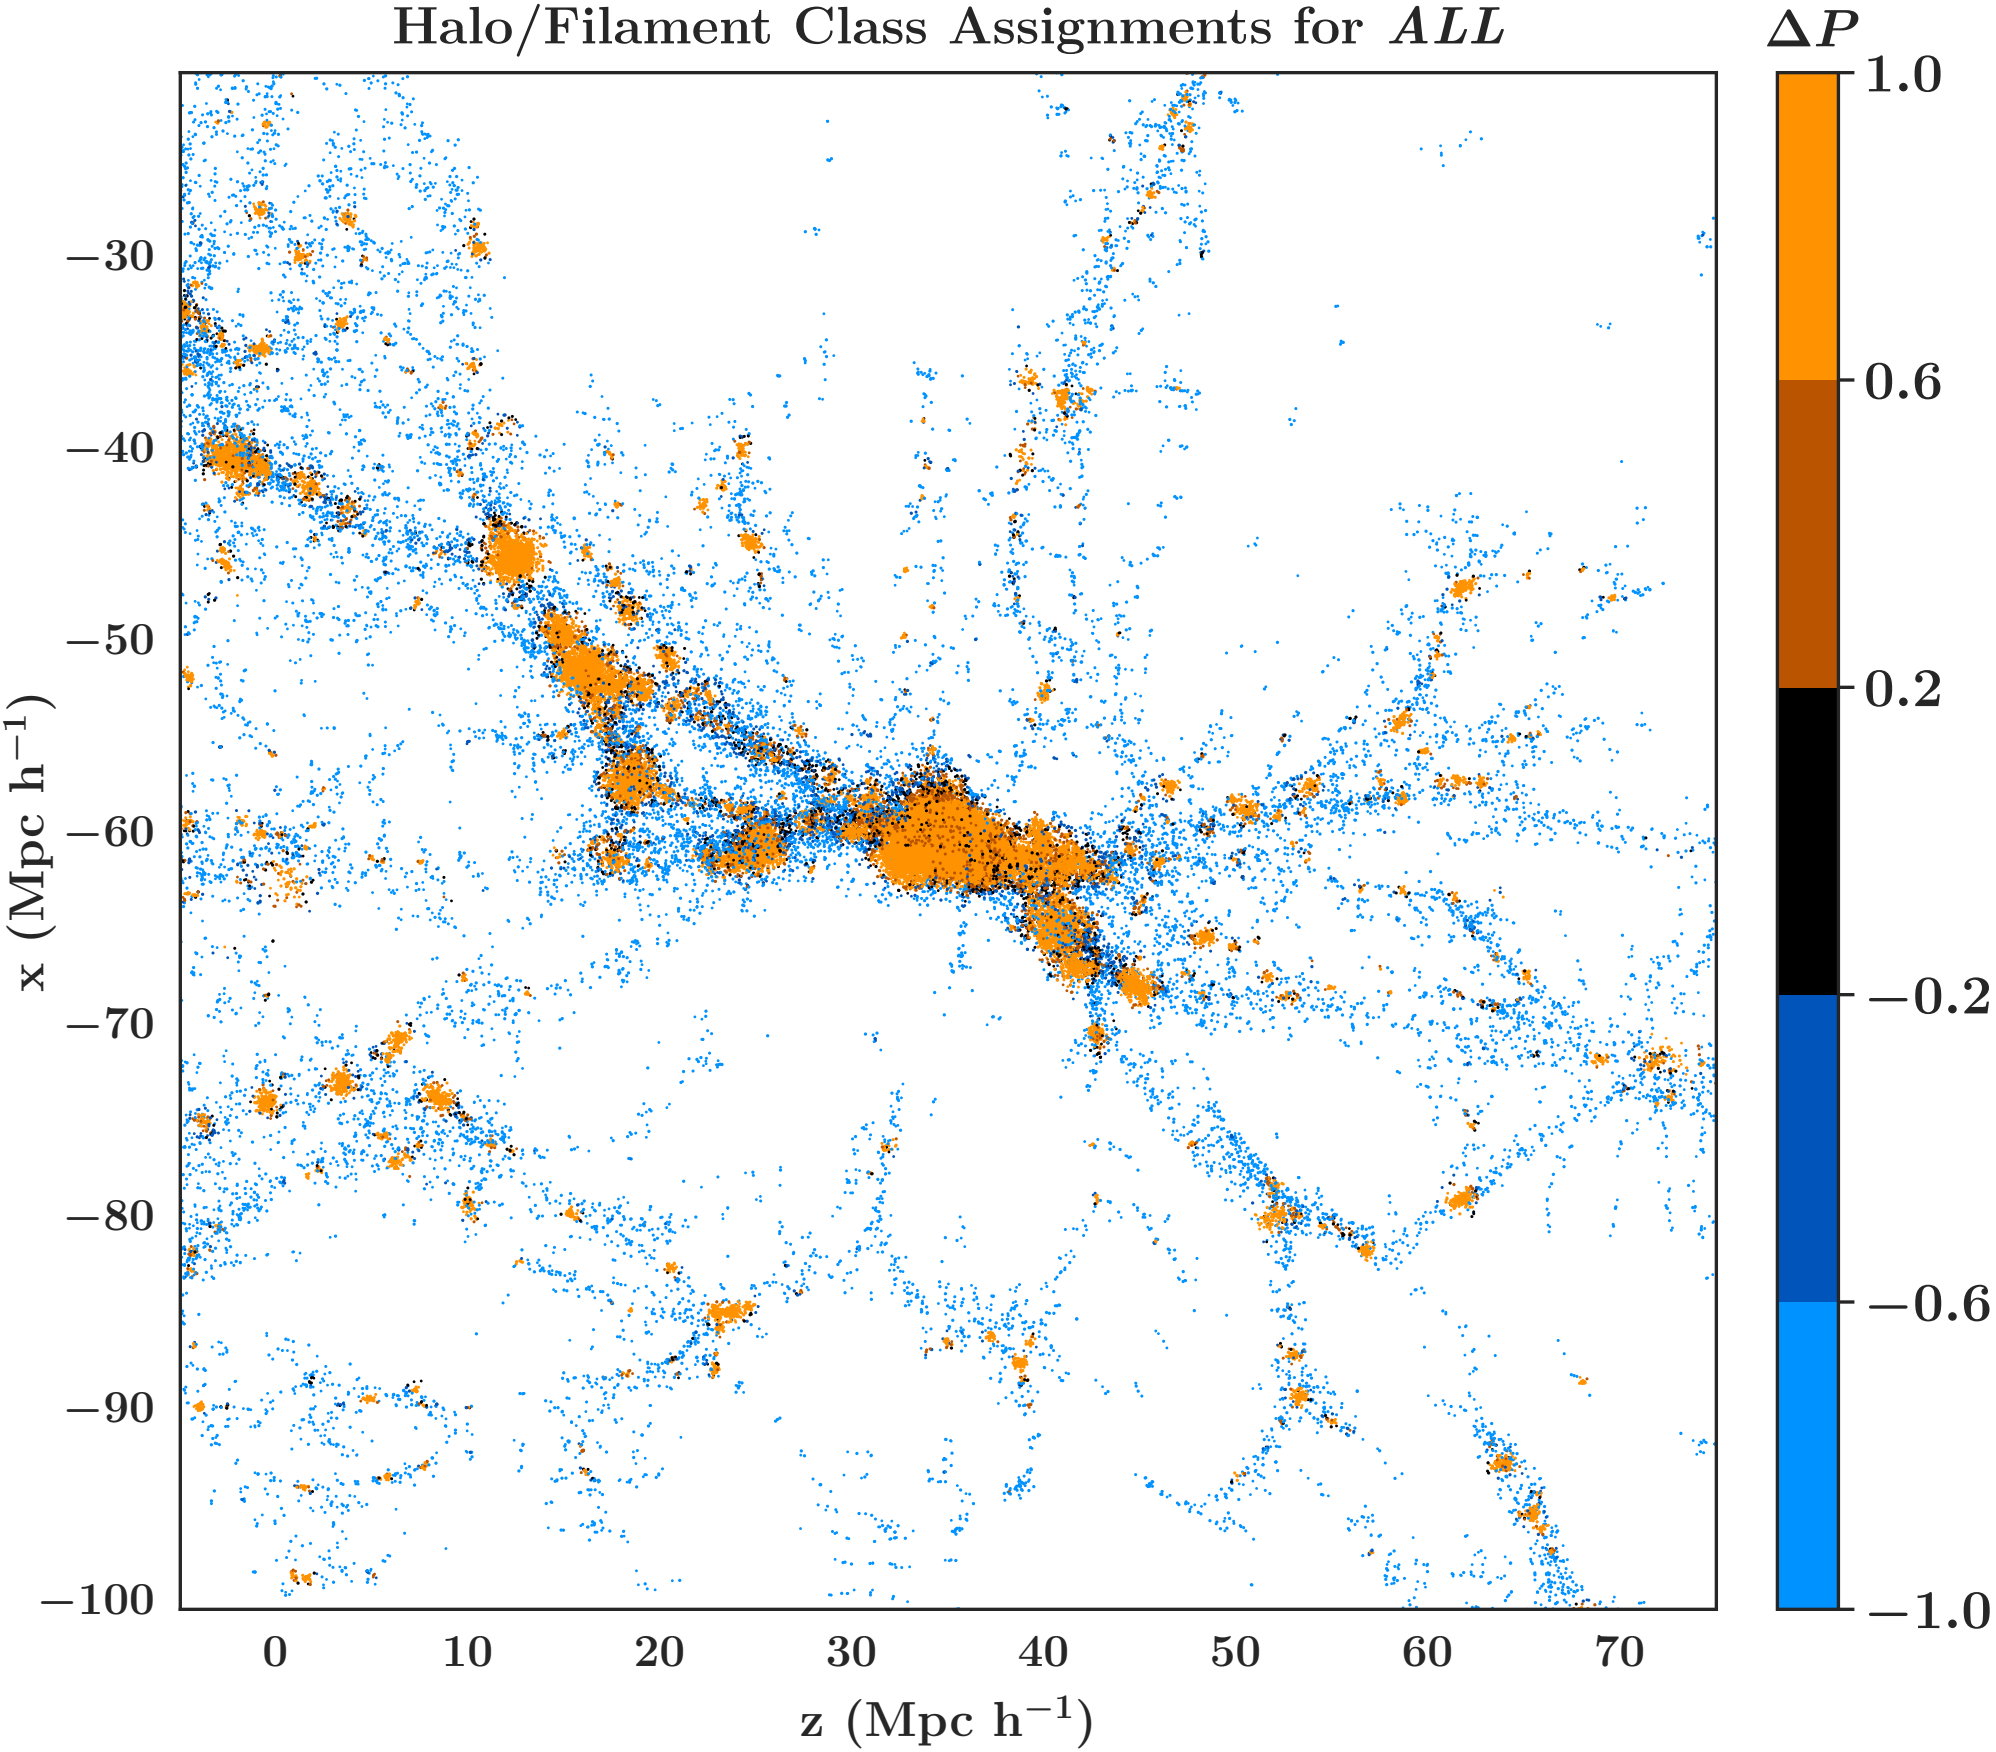 Halo/Filament Class Assignments for ALL
ΔP
1.0
0.6
0.2
−0.2
−0.6
−1.0
x (Mpc h⁻¹)
−30
−40
−50
−60
−70
−80
−90
−100
0 10 20 30 40 50 60 70
z (Mpc h⁻¹)